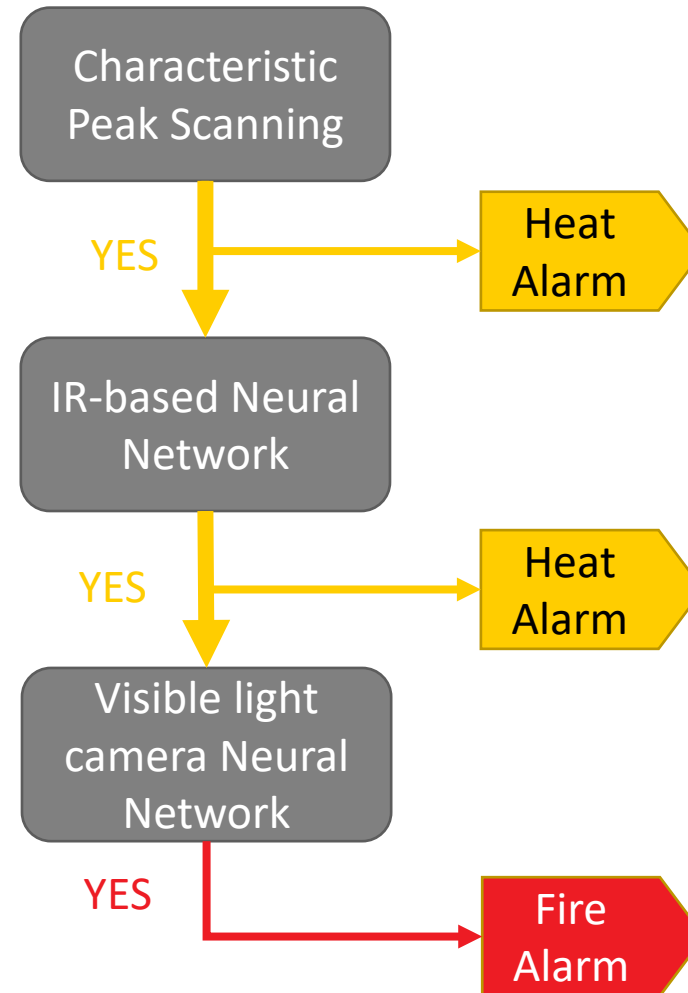 Characteristic
Peak Scanning
YES
Heat
Alarm
IR-based Neural
Network
YES
Heat
Alarm
Visible light
camera Neural
Network
YES
Fire
Alarm